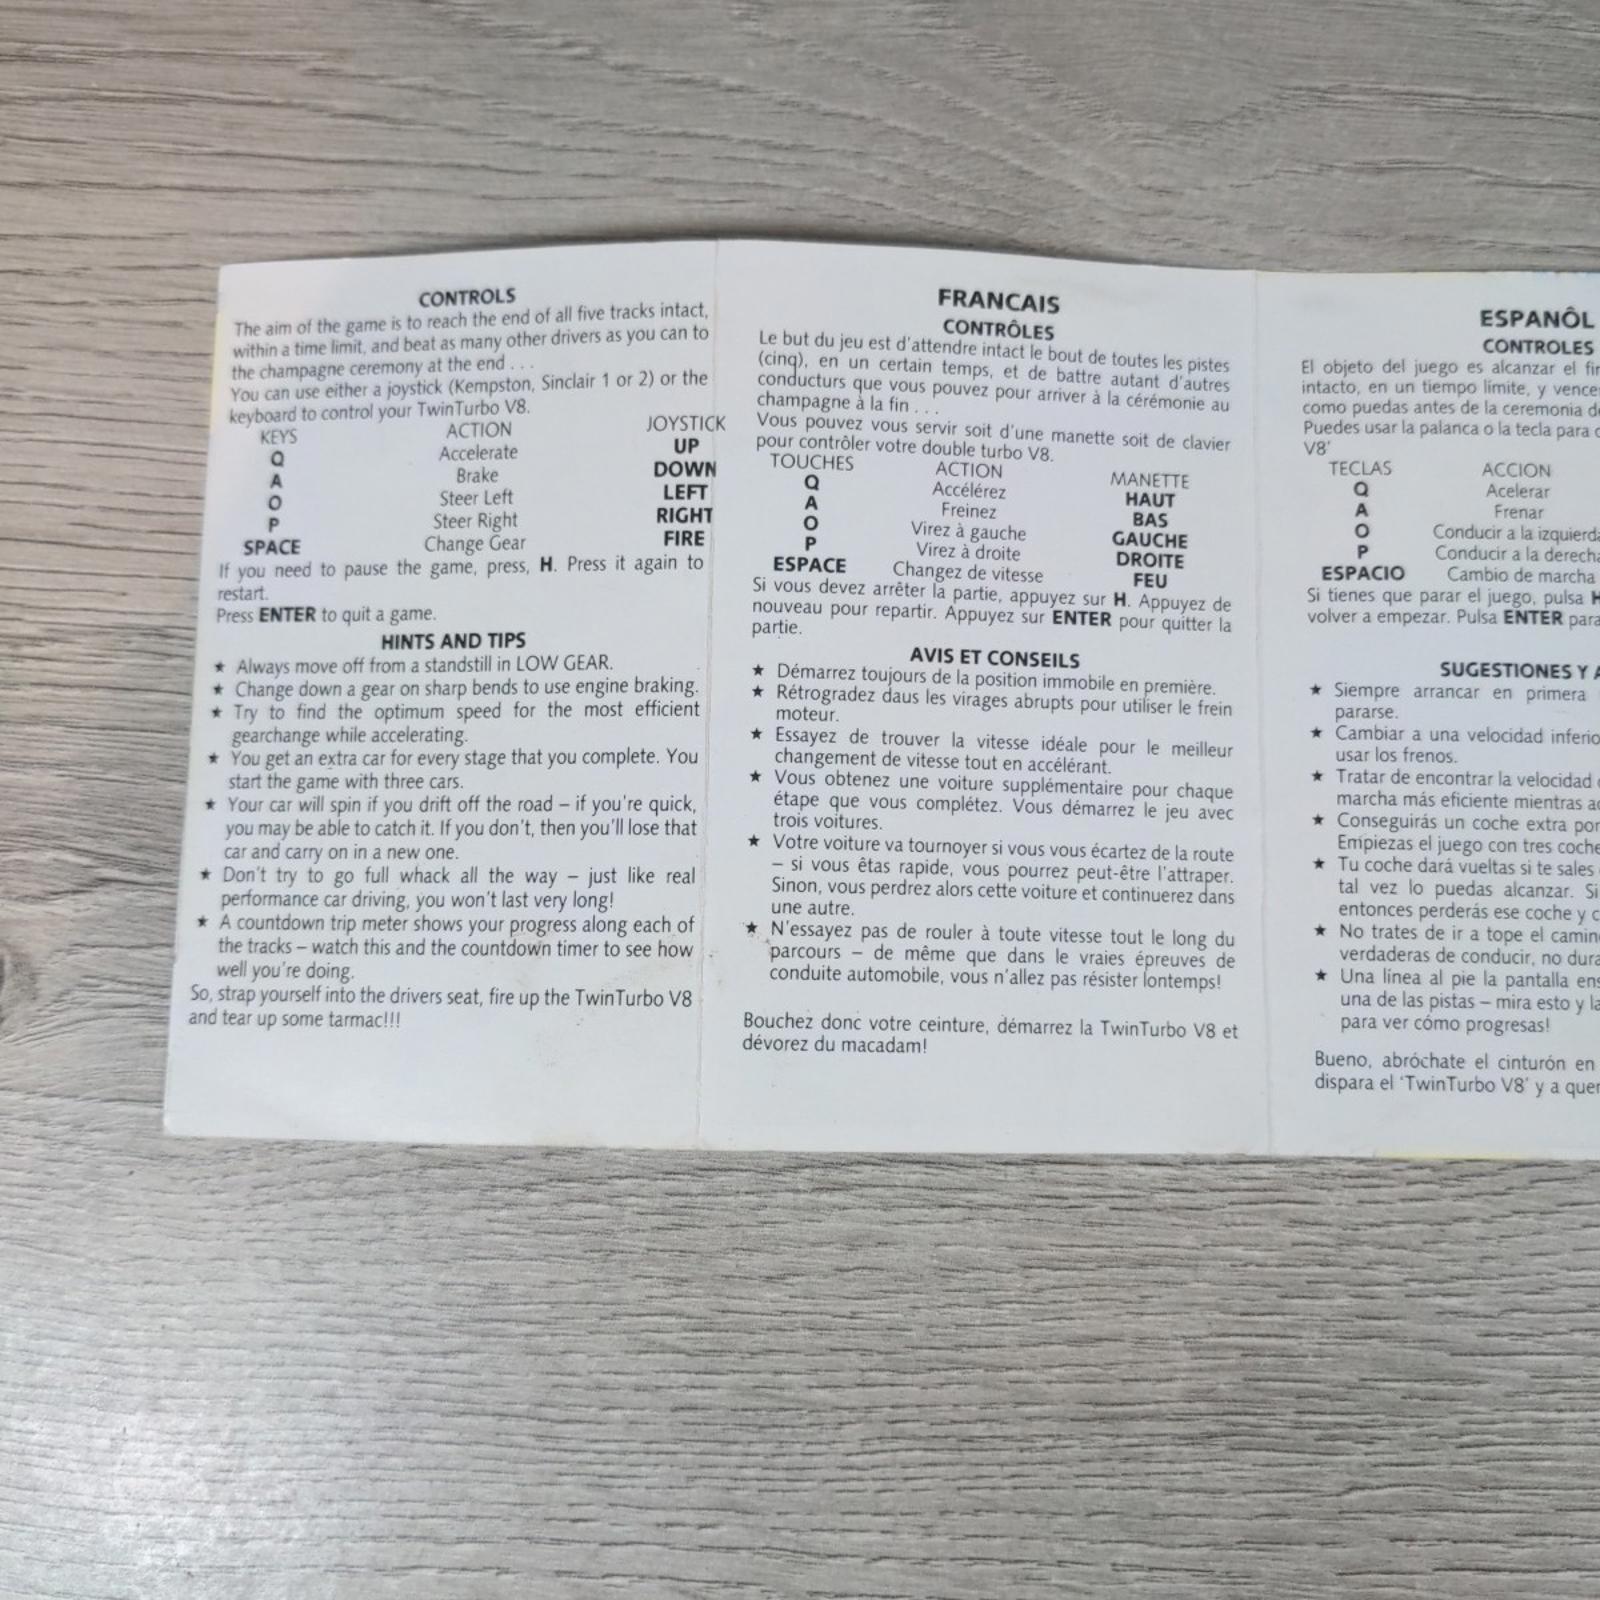 CONTROLS
The aim of the game is to reach the end of all five tracks intact,
within a time limit, and beat as many other drivers as you can to
the champagne ceremony at the end . . .
You can use either a joystick (Kempston, Sinclair 1 or 2) or the
keyboard to control your TwinTurbo V8.
KEYS ACTION JOYSTICK
Q Accelerate UP
A Brake DOWN
O Steer Left LEFT
P Steer Right RIGHT
SPACE Change Gear FIRE
If you need to pause the game, press, H. Press it again to
restart.
Press ENTER to quit a game.
HINTS AND TIPS
★ Always move off from a standstill in LOW GEAR.
★ Change down a gear on sharp bends to use engine braking.
★ Try to find the optimum speed for the most efficient
gearchange while accelerating.
★ You get an extra car for every stage that you complete. You
start the game with three cars.
★ Your car will spin if you drift off the road – if you're quick,
you may be able to catch it. If you don't, then you'll lose that
car and carry on in a new one.
★ Don't try to go full whack all the way – just like real
performance car driving, you won't last very long!
★ A countdown trip meter shows your progress along each of
the tracks – watch this and the countdown timer to see how
well you're doing.
So, strap yourself into the drivers seat, fire up the TwinTurbo V8
and tear up some tarmac!!!
FRANCAIS
CONTRÔLES
Le but du jeu est d'attendre intact le bout de toutes les pistes
(cinq), en un certain temps, et de battre autant d'autres
conducturs que vous pouvez pour arriver à la cérémonie au
champagne à la fin . . .
Vous pouvez vous servir soit d'une manette soit de clavier
pour contrôler votre double turbo V8.
TOUCHES ACTION MANETTE
Q Accélérez HAUT
A Freinez BAS
O Virez à gauche GAUCHE
P Virez à droite DROITE
ESPACE Changez de vitesse FEU
Si vous devez arrêter la partie, appuyez sur H. Appuyez de
nouveau pour repartir. Appuyez sur ENTER pour quitter la
partie.
AVIS ET CONSEILS
★ Démarrez toujours de la position immobile en première.
★ Rétrogradez daus les virages abrupts pour utiliser le frein
moteur.
★ Essayez de trouver la vitesse idéale pour le meilleur
changement de vitesse tout en accélérant.
★ Vous obtenez une voiture supplémentaire pour chaque
étape que vous complétez. Vous démarrez le jeu avec
trois voitures.
★ Votre voiture va tournoyer si vous vous écartez de la route
– si vous êtas rapide, vous pourrez peut-être l'attraper.
Sinon, vous perdrez alors cette voiture et continuerez dans
une autre.
★ N'essayez pas de rouler à toute vitesse tout le long du
parcours – de même que dans le vraies épreuves de
conduite automobile, vous n'allez pas résister lontemps!
Bouchez donc votre ceinture, démarrez la TwinTurbo V8 et
dévorez du macadam!
ESPANÔL
CONTROLES
El objeto del juego es alcanzar el
intacto, en un tiempo límite, y
como puedas antes de la ceremonia
Puedes usar la palanca o la tecla para
V8'
TECLAS ACCION
Q Acelerar
A Frenar
O Conducir a la
P Conducir a la derecha
ESPACIO Cambio de marcha
Si tienes que parar el juego, pulsa H
volver a empezar. Pulsa ENTER
SUGESTIONES Y
★ Siempre arrancar en primera
pararse.
★ Cambiar a una velocidad
usar los frenos.
★ Tratar de encontrar la velocidad
marcha más eficiente mientras
★ Conseguirás un coche extra
Empiezas el juego con tres
★ Tu coche dará vueltas si te sales
tal vez lo puedas alcanzar. Si
entonces perderás ese coche y
★ No trates de ir a tope el
verdaderas de conducir, no
★ Una línea al pie la pantalla
una de las pistas – mira esto y
para ver cómo progresas!
Bueno, abróchate el cinturón en
dispara el 'TwinTurbo V8' y a